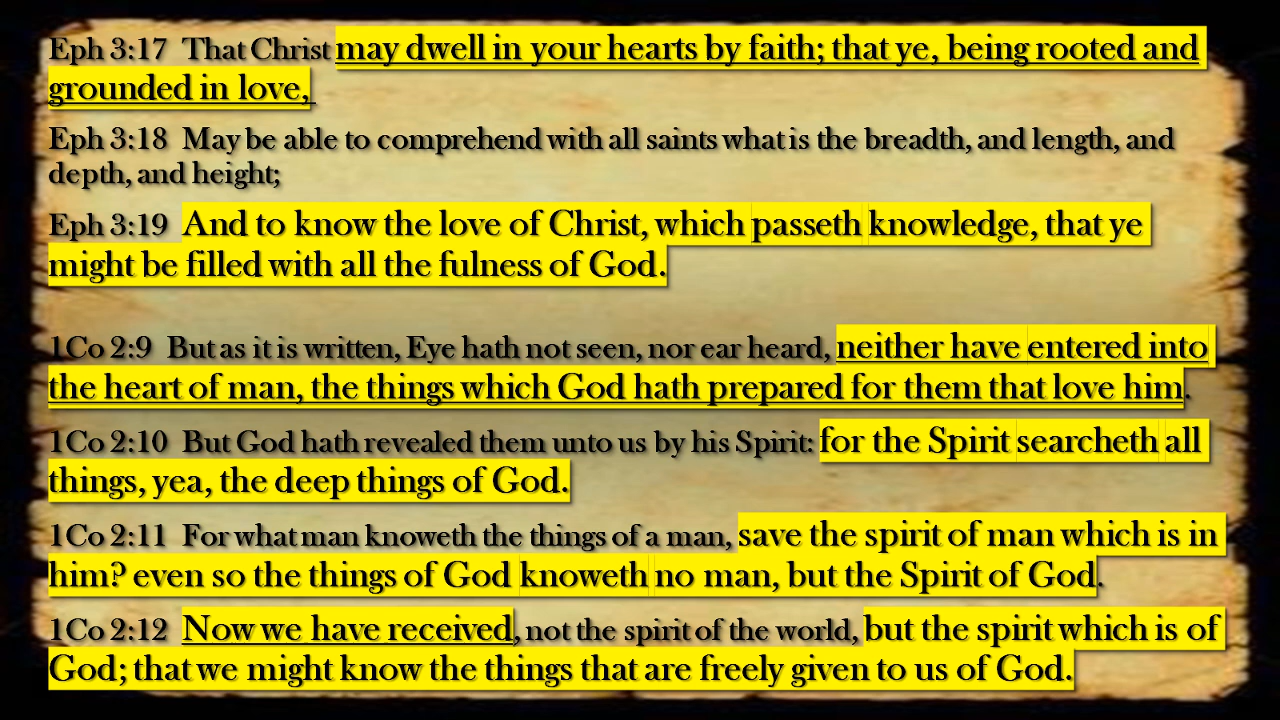 Eph 3:17 That Christ may dwell in your hearts by faith; that ye, being rooted and
grounded in love,
Eph 3:18 May be able to comprehend with all saints what is the breadth, and length, and
depth, and height;
Eph 3:19 And to know the love of Christ, which passeth knowledge, that ye
might be filled with all the fulness of God.
1Co 2:9 But as it is written, Eye hath not seen, nor ear heard, neither have entered into
the heart of man, the things which God hath prepared for them that love him.
1Co 2:10 But God hath revealed them unto us by his Spirit: for the Spirit searcheth all
things, yea, the deep things of God.
1Co 2:11 For what man knoweth the things of a man, save the spirit of man which is in
him? even so the things of God knoweth no man, but the Spirit of God.
1Co 2:12 Now we have received, not the spirit of the world, but the spirit which is of
God; that we might know the things that are freely given to us of God.